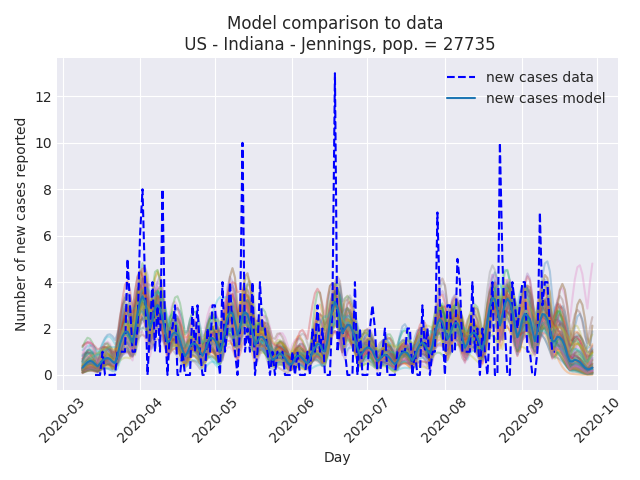 Model comparison to data
US - Indiana - Jennings, pop. = 27735
new cases data
new cases model
Number of new cases reported
12
10
8
6
4
2
0
2020-03
2020-04
2020-05
2020-06
2020-07
2020-08
2020-09
2020-10
Day